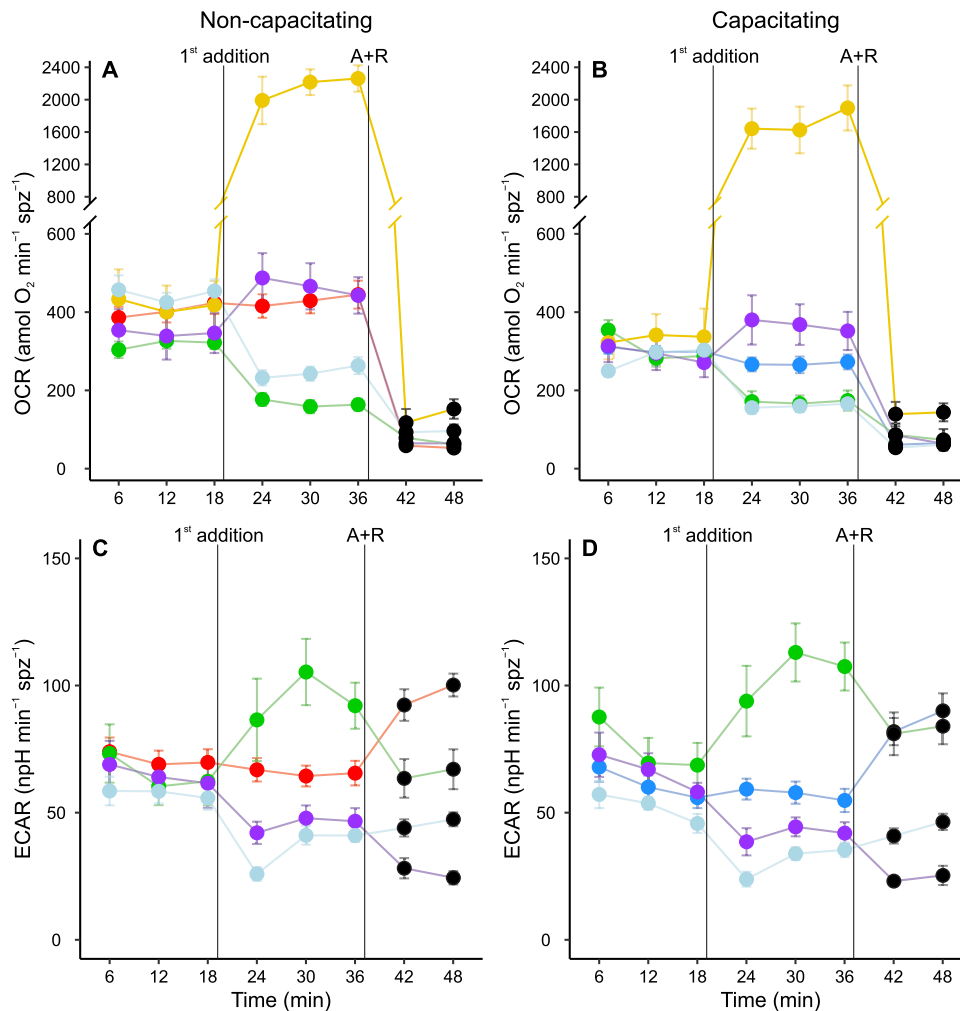 Non-capacitating
Capacitating
1st addition
A+R
1st addition
A+R
A
B
OCR (amol O2 min−1 spz−1)
2400
2000
1600
1200
800
600
400
200
0
6 12 18 24 30 36 42 48
OCR (amol O2 min−1 spz−1)
2400
2000
1600
1200
800
600
400
200
0
6 12 18 24 30 36 42 48
1st addition
A+R
1st addition
A+R
C
D
ECAR (npH min−1 spz−1)
150
100
50
0
6 12 18 24 30 36 42 48
Time (min)
ECAR (npH min−1 spz−1)
150
100
50
0
6 12 18 24 30 36 42 48
Time (min)